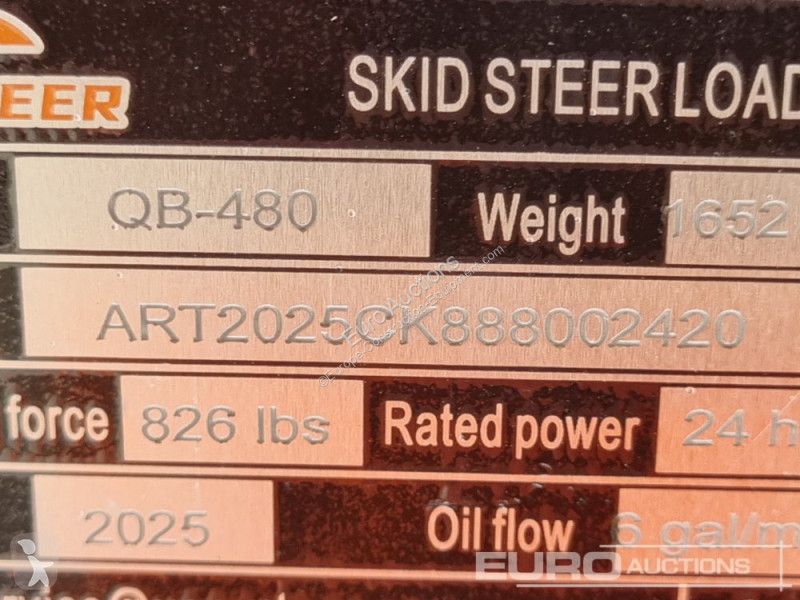 EER
SKID STEER LOAD
QB-480 Weight 1652
ART2025CK888002420
force 826 lbs Rated power 24 h
2025 Oil flow 6 gal/m
EURO
AUCTIONS